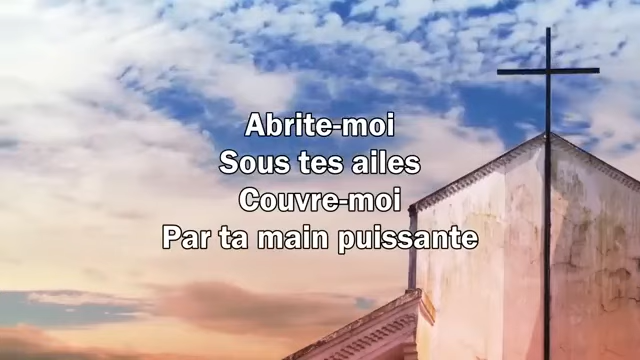 Abrite-moi
Sous tes ailes
Couvre-moi
Par ta main puissante